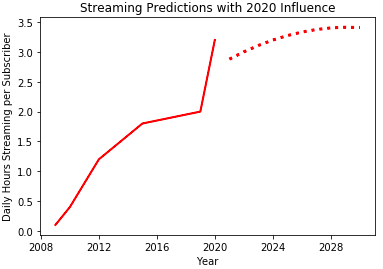 Streaming Predictions with 2020 Influence
Daily Hours Streaming per Subscriber
3.5
3.0
2.5
2.0
1.5
1.0
0.5
0.0
2008 2012 2016 2020 2024 2028
Year